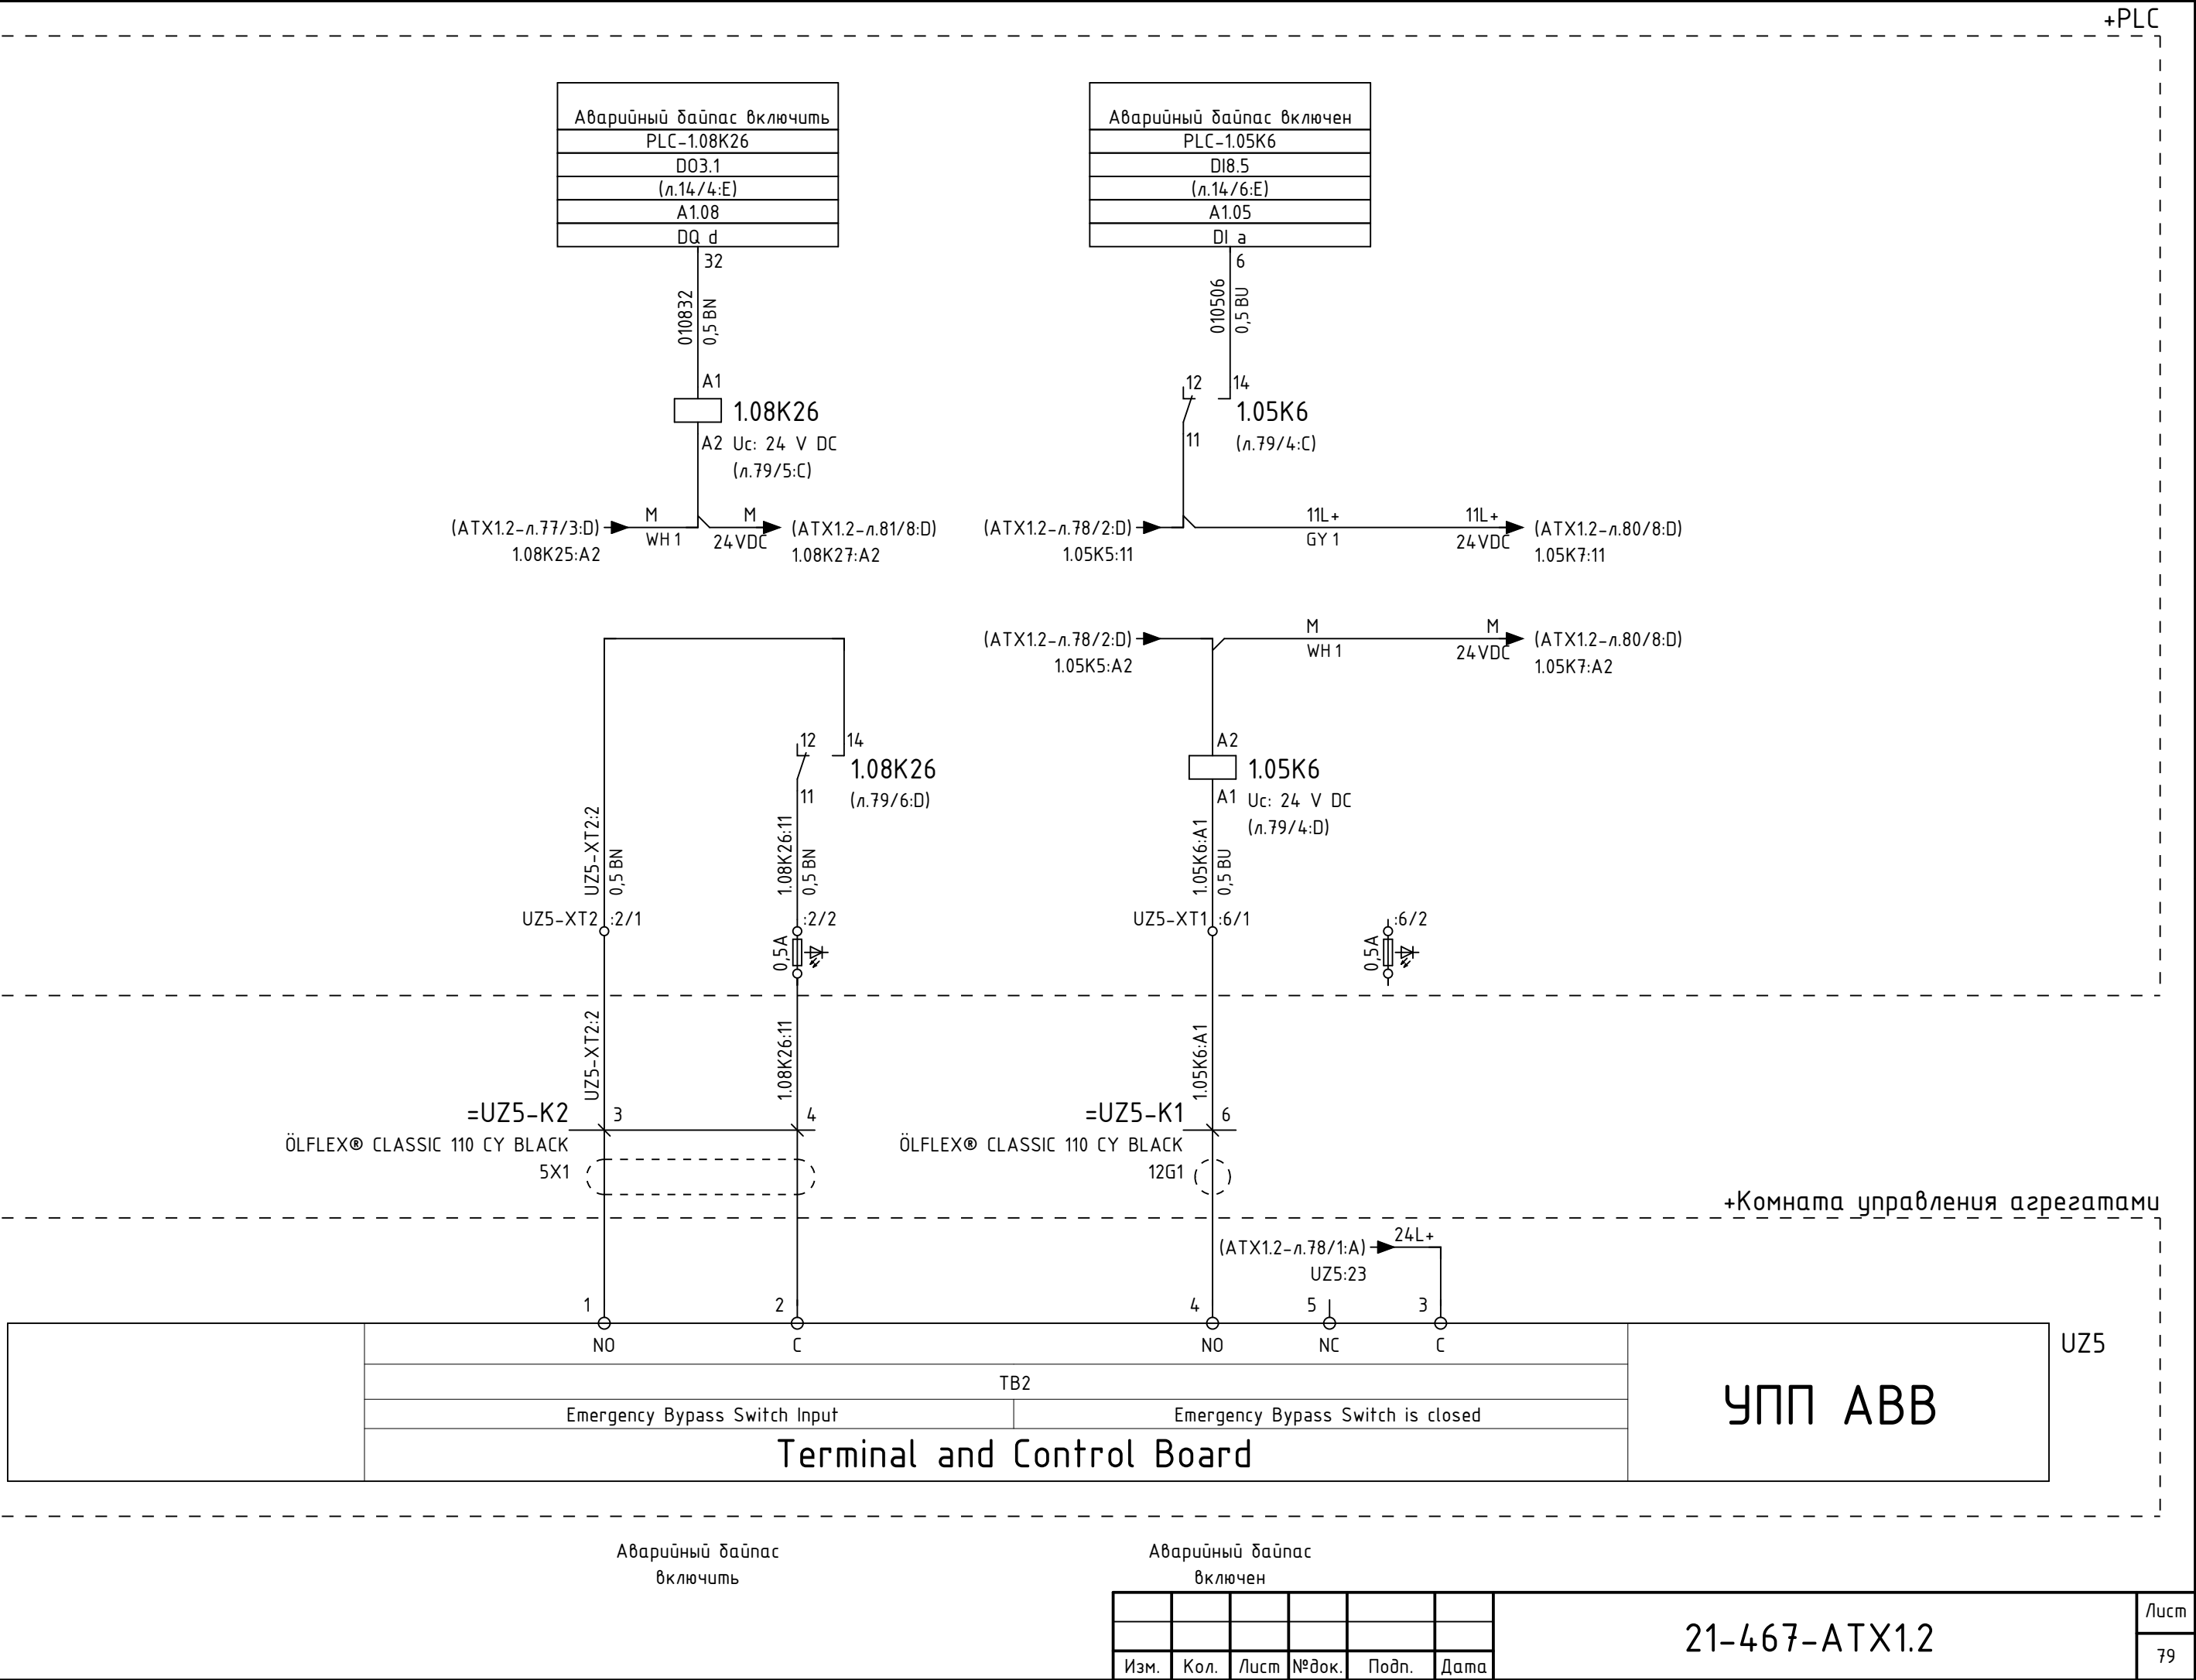 +PLC
Аварийный байпас включить
PLC-1.08K26
DO3.1
(л.14/4:E)
A1.08
DQ d
32
010832
0,5 BN
A1
1.08K26
A2 Uc: 24 V DC
(л.79/5:C)
(ATX1.2-л.77/3:D)
1.08K25:A2
M
WH 1
M
24VDC
(ATX1.2-л.81/8:D)
1.08K27:A2
Аварийный байпас включен
PLC-1.05K6
DI8.5
(л.14/6:E)
A1.05
DI a
6
010506
0,5 BU
12
14
1.05K6
11
(л.79/4:C)
(ATX1.2-л.78/2:D)
1.05K5:11
11L+
GY 1
11L+
24VDC
(ATX1.2-л.80/8:D)
1.05K7:11
(ATX1.2-л.78/2:D)
1.05K5:A2
M
WH 1
M
24VDC
(ATX1.2-л.80/8:D)
1.05K7:A2
12
14
1.08K26
11
(л.79/6:D)
A2
1.05K6
A1 Uc: 24 V DC
(л.79/4:D)
UZ5-XT2:2
0,5 BN
1.08K26:11
0,5 BN
1.05K6:A1
0,5 BU
UZ5-XT2 :2/1
:2/2
0,5A
UZ5-XT1 :6/1
:6/2
0,5A
UZ5-XT2:2
1.08K26:11
1.05K6:A1
=UZ5-K2
3
4
ÖLFLEX® CLASSIC 110 CY BLACK
5X1
=UZ5-K1
6
ÖLFLEX® CLASSIC 110 CY BLACK
12G1
+Комната управления агрегатами
(ATX1.2-л.78/1:A)
24L+
UZ5:23
1
2
4
5
3
NO
C
NO
NC
C
UZ5
TB2
Emergency Bypass Switch Input
Emergency Bypass Switch is closed
Terminal and Control Board
УПП ABB
Аварийный байпас
включить
Аварийный байпас
включен
Изм.
Кол.
Лист
№док.
Подп.
Дата
21-467-ATX1.2
Лист
79